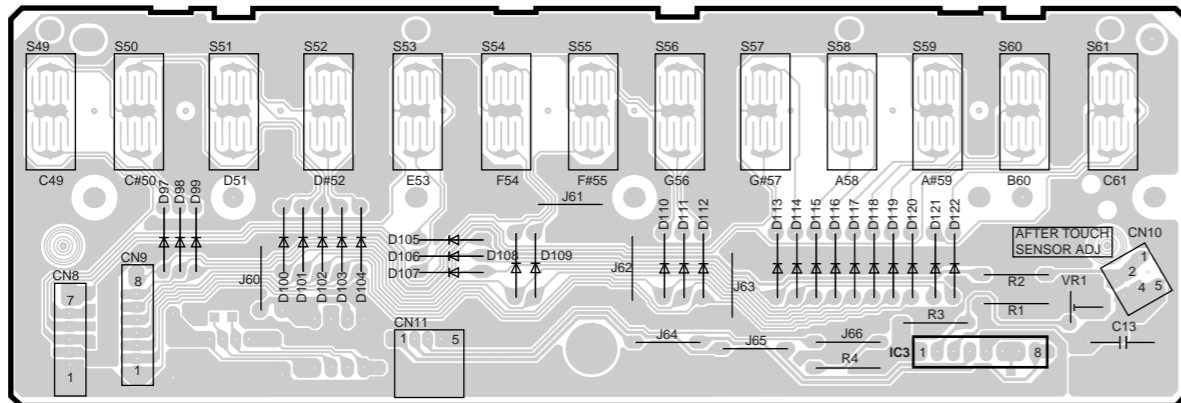 S49 S50 S51 S52 S53 S54 S55 S56 S57 S58 S59 S60 S61
C49 C#50 D51 D#52 E53 F54 F#55 G56 G#57 A58 A#59 B60 C61
D97 D98 D99
J61
D110 D111 D112
D113 D114 D115 D116 D117 D118 D119 D120 D121 D122
AFTER TOUCH
SENSOR ADJ
CN10
1
2
4 5
D105
D106
D107
D108 D109
J60
D100 D101 D102 D103 D104
J62
J63
CN8
7
1
CN9
8
1
R2
VR1
R1
CN11
1 5
R3
C13
J64 J65 J66
R4
IC3 1 8